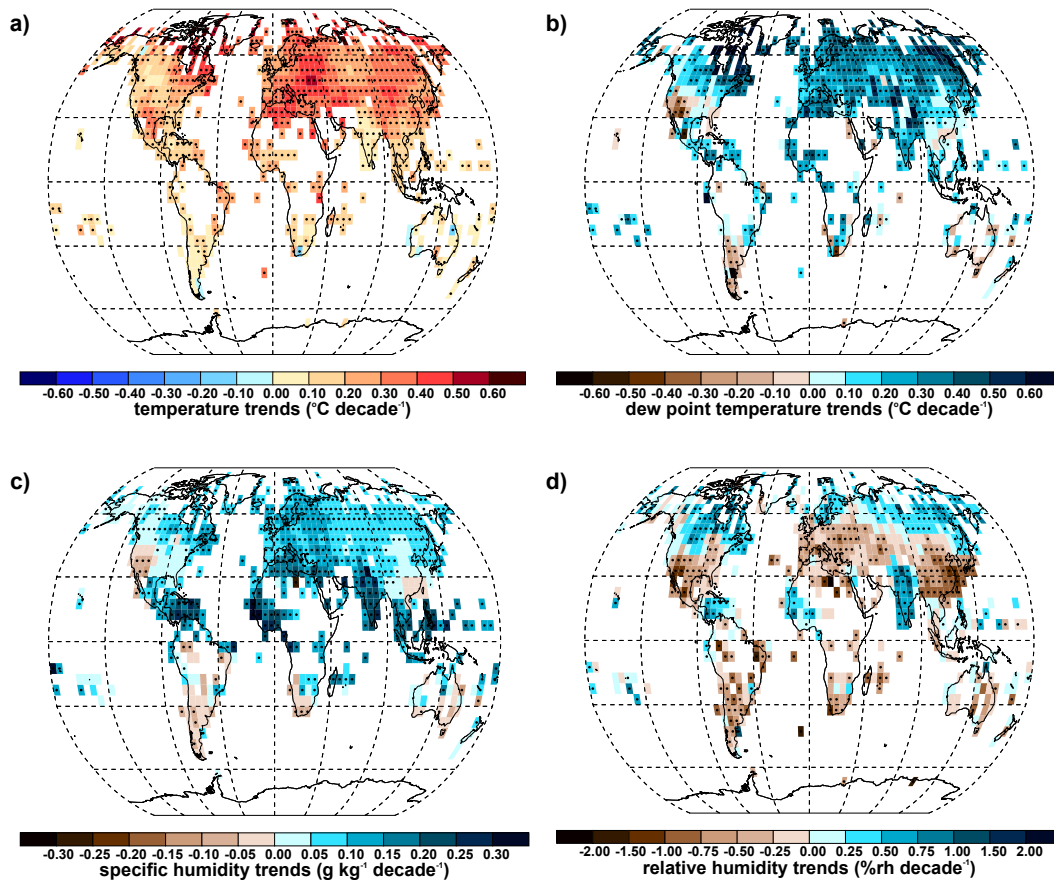 a)
b)
-0.60 -0.50 -0.40 -0.30 -0.20 -0.10 0.00 0.10 0.20 0.30 0.40 0.50 0.60
temperature trends (°C decade⁻¹)
-0.60 -0.50 -0.40 -0.30 -0.20 -0.10 0.00 0.10 0.20 0.30 0.40 0.50 0.60
dew point temperature trends (°C decade⁻¹)
c)
d)
-0.30 -0.25 -0.20 -0.15 -0.10 -0.05 0.00 0.05 0.10 0.15 0.20 0.25 0.30
specific humidity trends (g kg⁻¹ decade⁻¹)
-2.00 -1.50 -1.00 -0.75 -0.50 -0.25 0.00 0.25 0.50 0.75 1.00 1.50 2.00
relative humidity trends (%rh decade⁻¹)